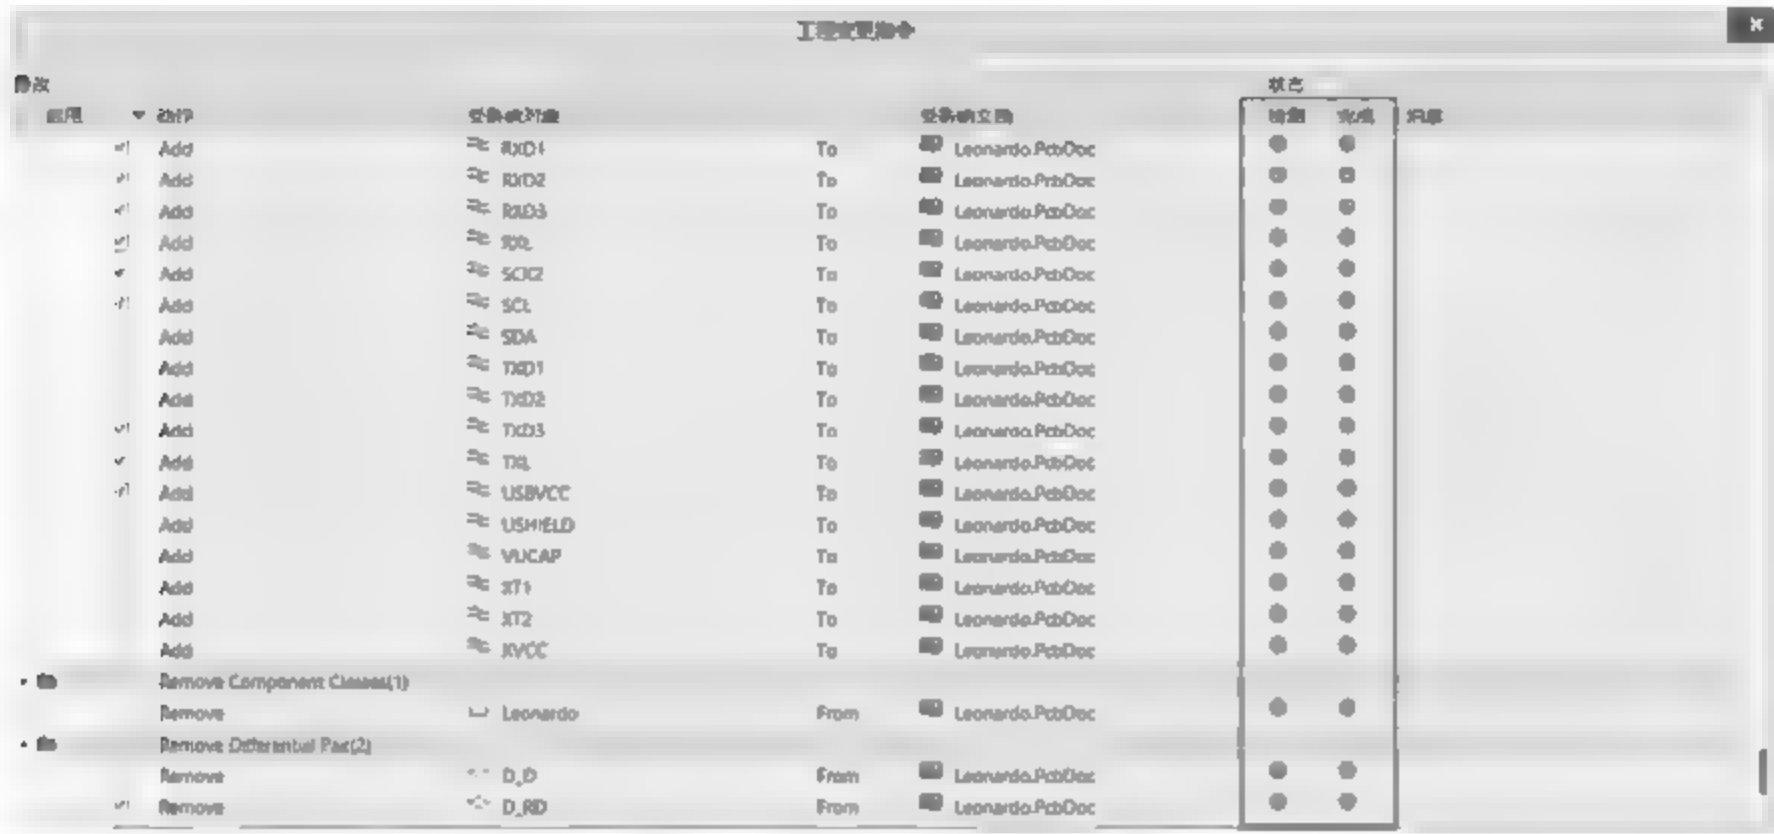 工程变更指令
修改 状态
启用 动作 受影响对象 受影响文档 检测 完成 消息
Add RXD1 To Leonardo.PcbDoc
Add RXD2 To Leonardo.PcbDoc
Add RXD3 To Leonardo.PcbDoc
Add RXL To Leonardo.PcbDoc
Add SCK2 To Leonardo.PcbDoc
Add SCL To Leonardo.PcbDoc
Add SDA To Leonardo.PcbDoc
Add TXD1 To Leonardo.PcbDoc
Add TXD2 To Leonardo.PcbDoc
Add TXD3 To Leonardo.PcbDoc
Add TXL To Leonardo.PcbDoc
Add USBVCC To Leonardo.PcbDoc
Add USHIELD To Leonardo.PcbDoc
Add VUCAP To Leonardo.PcbDoc
Add XT1 To Leonardo.PcbDoc
Add XT2 To Leonardo.PcbDoc
Add XVCC To Leonardo.PcbDoc
Remove Component Classes(1)
Remove Leonardo From Leonardo.PcbDoc
Remove Differential Pair(2)
Remove D_D From Leonardo.PcbDoc
Remove D_RD From Leonardo.PcbDoc